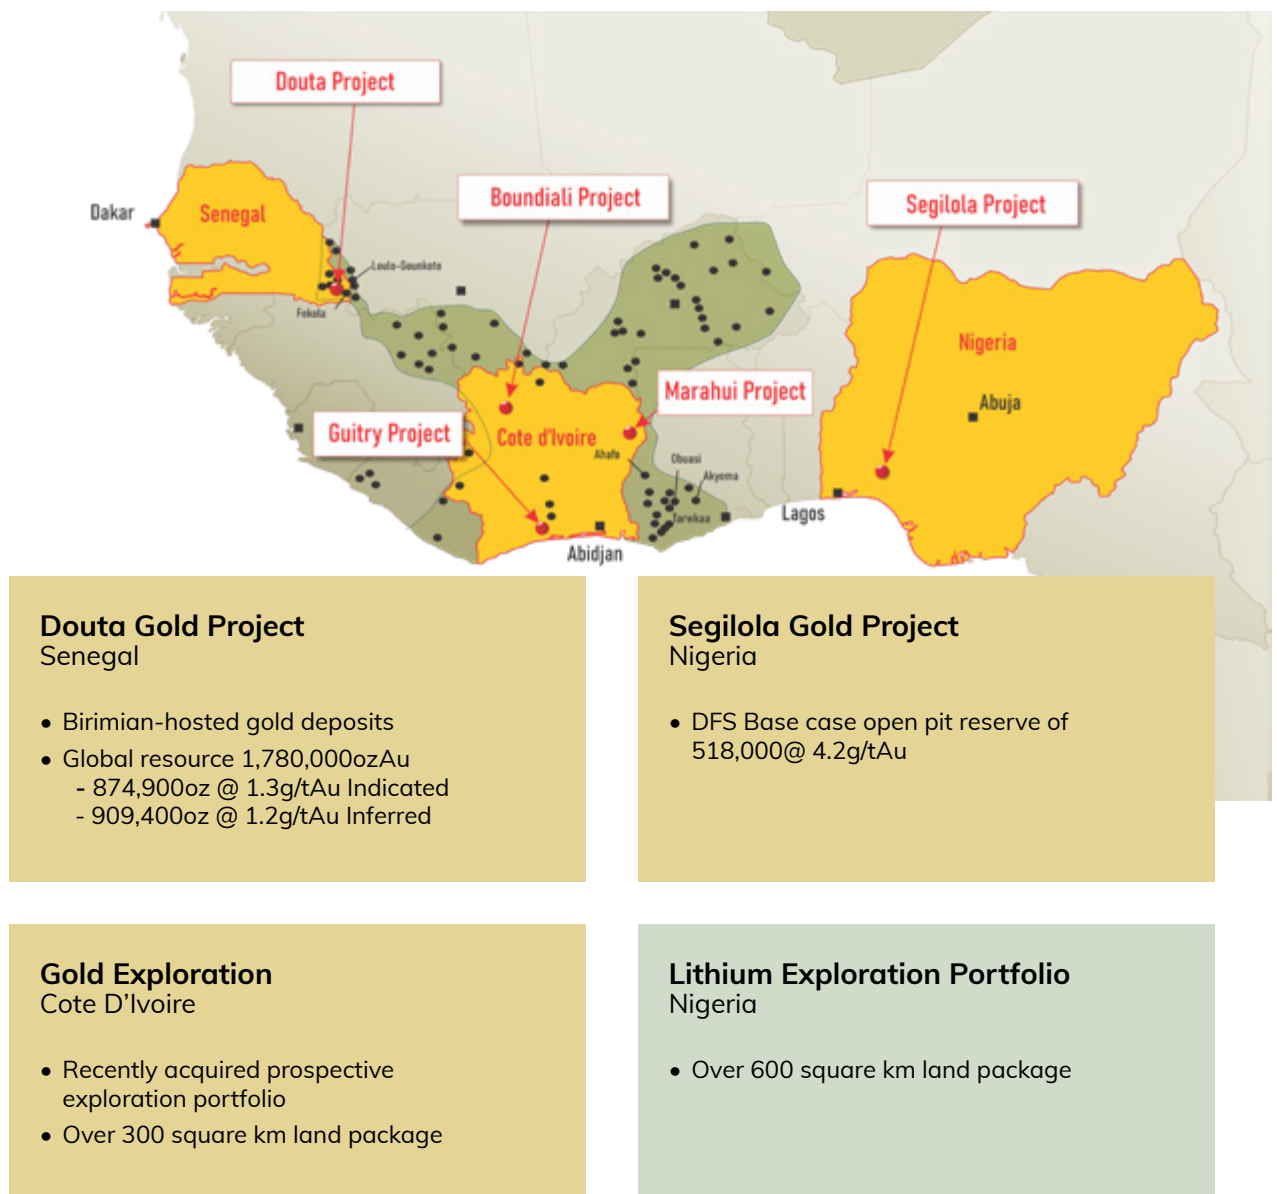 Douta Project
Boundiali Project
Segilola Project
Dakar
Senegal
Loulo-Gounkoto
Fekola
Nigeria
Marahui Project
Abuja
Guitry Project
Cote d'Ivoire
Ahafo
Obuasi
Akyema
Tarwkaa
Lagos
Abidjan
Douta Gold Project
Senegal
• Birimian-hosted gold deposits
• Global resource 1,780,000ozAu
- 874,900oz @ 1.3g/tAu Indicated
- 909,400oz @ 1.2g/tAu Inferred
Segilola Gold Project
Nigeria
• DFS Base case open pit reserve of
518,000@ 4.2g/tAu
Gold Exploration
Cote D’Ivoire
• Recently acquired prospective
exploration portfolio
• Over 300 square km land package
Lithium Exploration Portfolio
Nigeria
• Over 600 square km land package